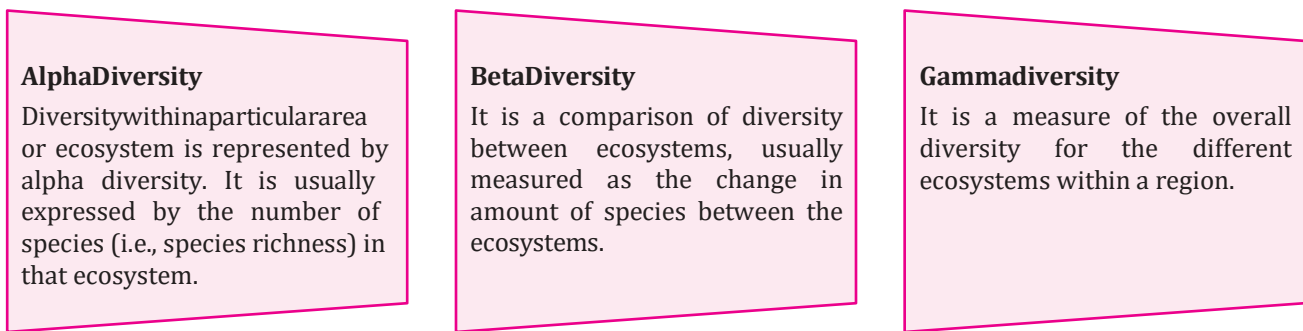 AlphaDiversity
Diversitywithinaparticulararea
or ecosystem is represented by
alpha diversity. It is usually
expressed by the number of
species (i.e., species richness) in
that ecosystem.
BetaDiversity
It is a comparison of diversity
between ecosystems, usually
measured as the change in
amount of species between the
ecosystems.
Gammadiversity
It is a measure of the overall
diversity for the different
ecosystems within a region.